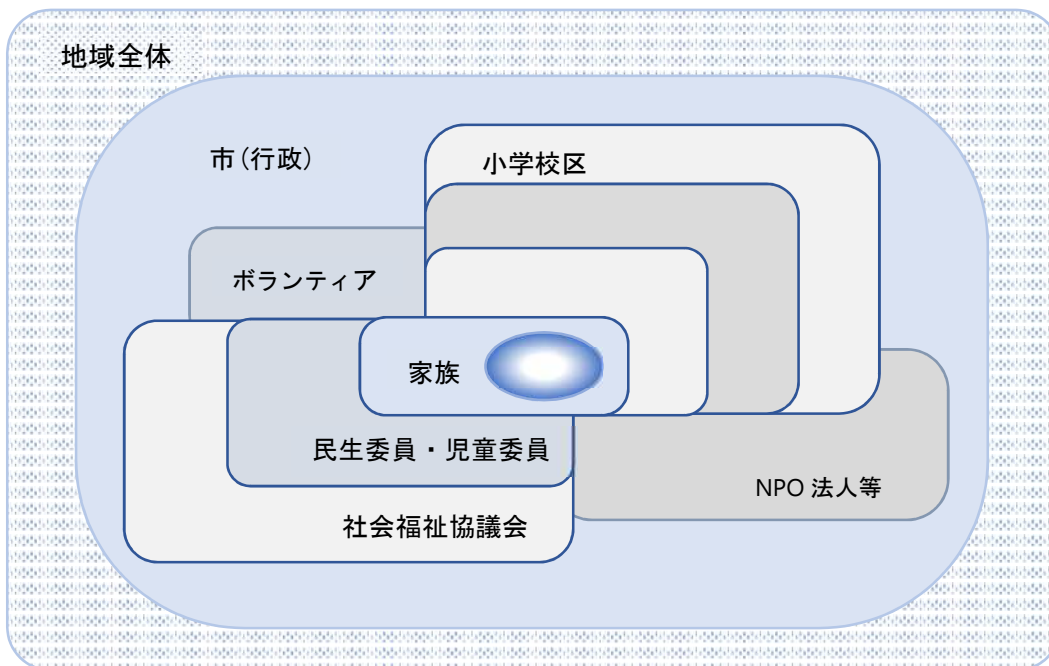 地域全体
市（行政）
小学校区
ボランティア
家族
民生委員・児童委員
NPO 法人等
社会福祉協議会